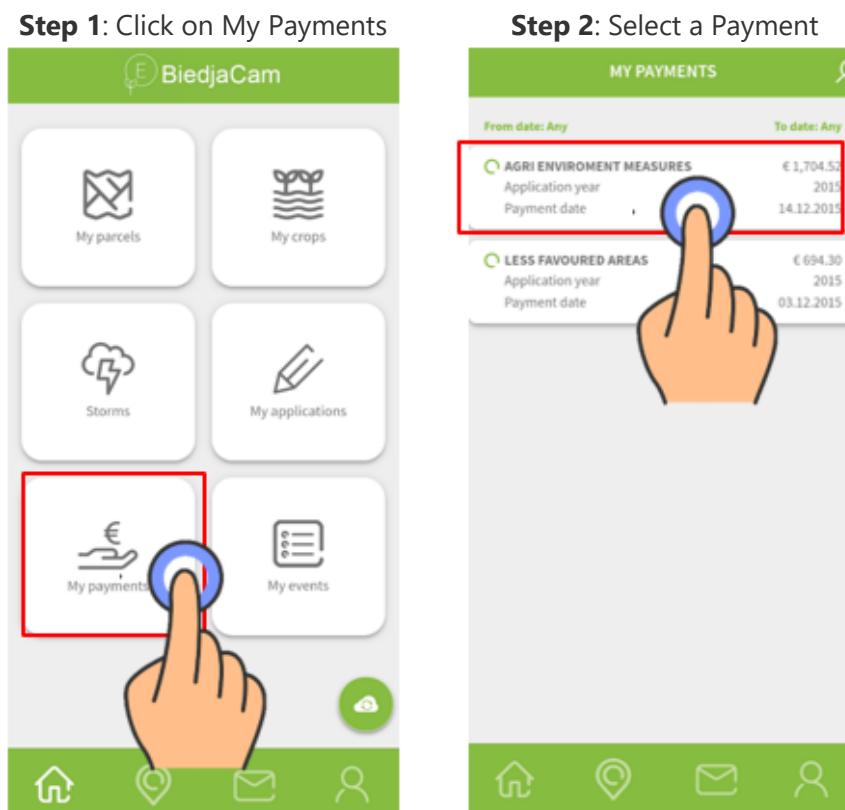 Step 1: Click on My Payments
BiedjaCam
My parcels
My crops
Storms
My applications
€
My payments
My events
Step 2: Select a Payment
MY PAYMENTS
From date: Any To date: Any
AGRI ENVIROMENT MEASURES € 1,704.52
Application year 2015
Payment date 14.12.2015
LESS FAVOURED AREAS € 694.30
Application year 2015
Payment date 03.12.2015